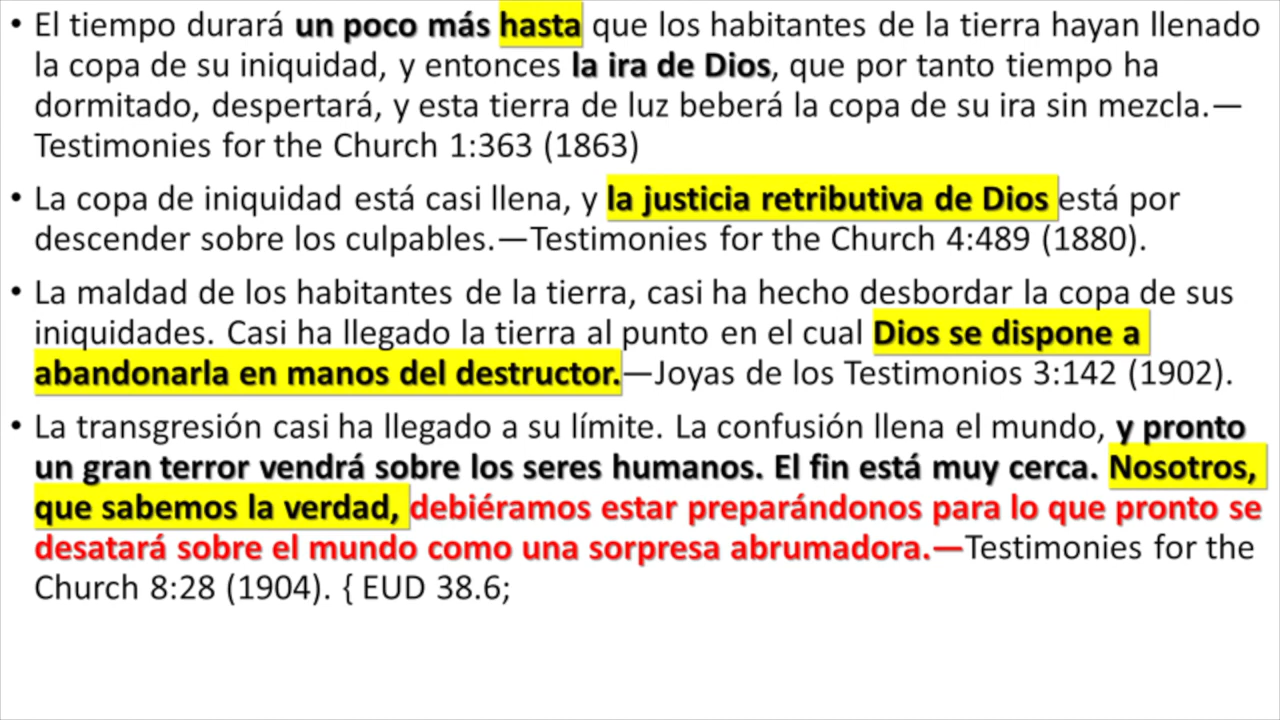 • El tiempo durará un poco más hasta que los habitantes de la tierra hayan llenado
la copa de su iniquidad, y entonces la ira de Dios, que por tanto tiempo ha
dormitado, despertará, y esta tierra de luz beberá la copa de su ira sin mezcla.—
Testimonies for the Church 1:363 (1863)
• La copa de iniquidad está casi llena, y la justicia retributiva de Dios está por
descender sobre los culpables.—Testimonies for the Church 4:489 (1880).
• La maldad de los habitantes de la tierra, casi ha hecho desbordar la copa de sus
iniquidades. Casi ha llegado la tierra al punto en el cual Dios se dispone a
abandonarla en manos del destructor.—Joyas de los Testimonios 3:142 (1902).
• La transgresión casi ha llegado a su límite. La confusión llena el mundo, y pronto
un gran terror vendrá sobre los seres humanos. El fin está muy cerca. Nosotros,
que sabemos la verdad, debiéramos estar preparándonos para lo que pronto se
desatará sobre el mundo como una sorpresa abrumadora.—Testimonies for the
Church 8:28 (1904). { EUD 38.6;